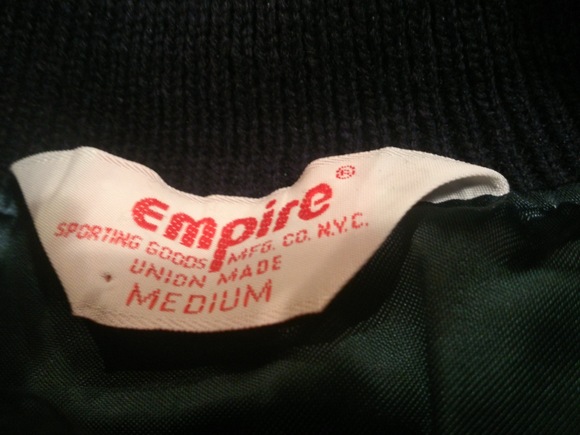 Empire®
SPORTING GOODS MFG. CO. N.Y.C.
UNION MADE
MEDIUM